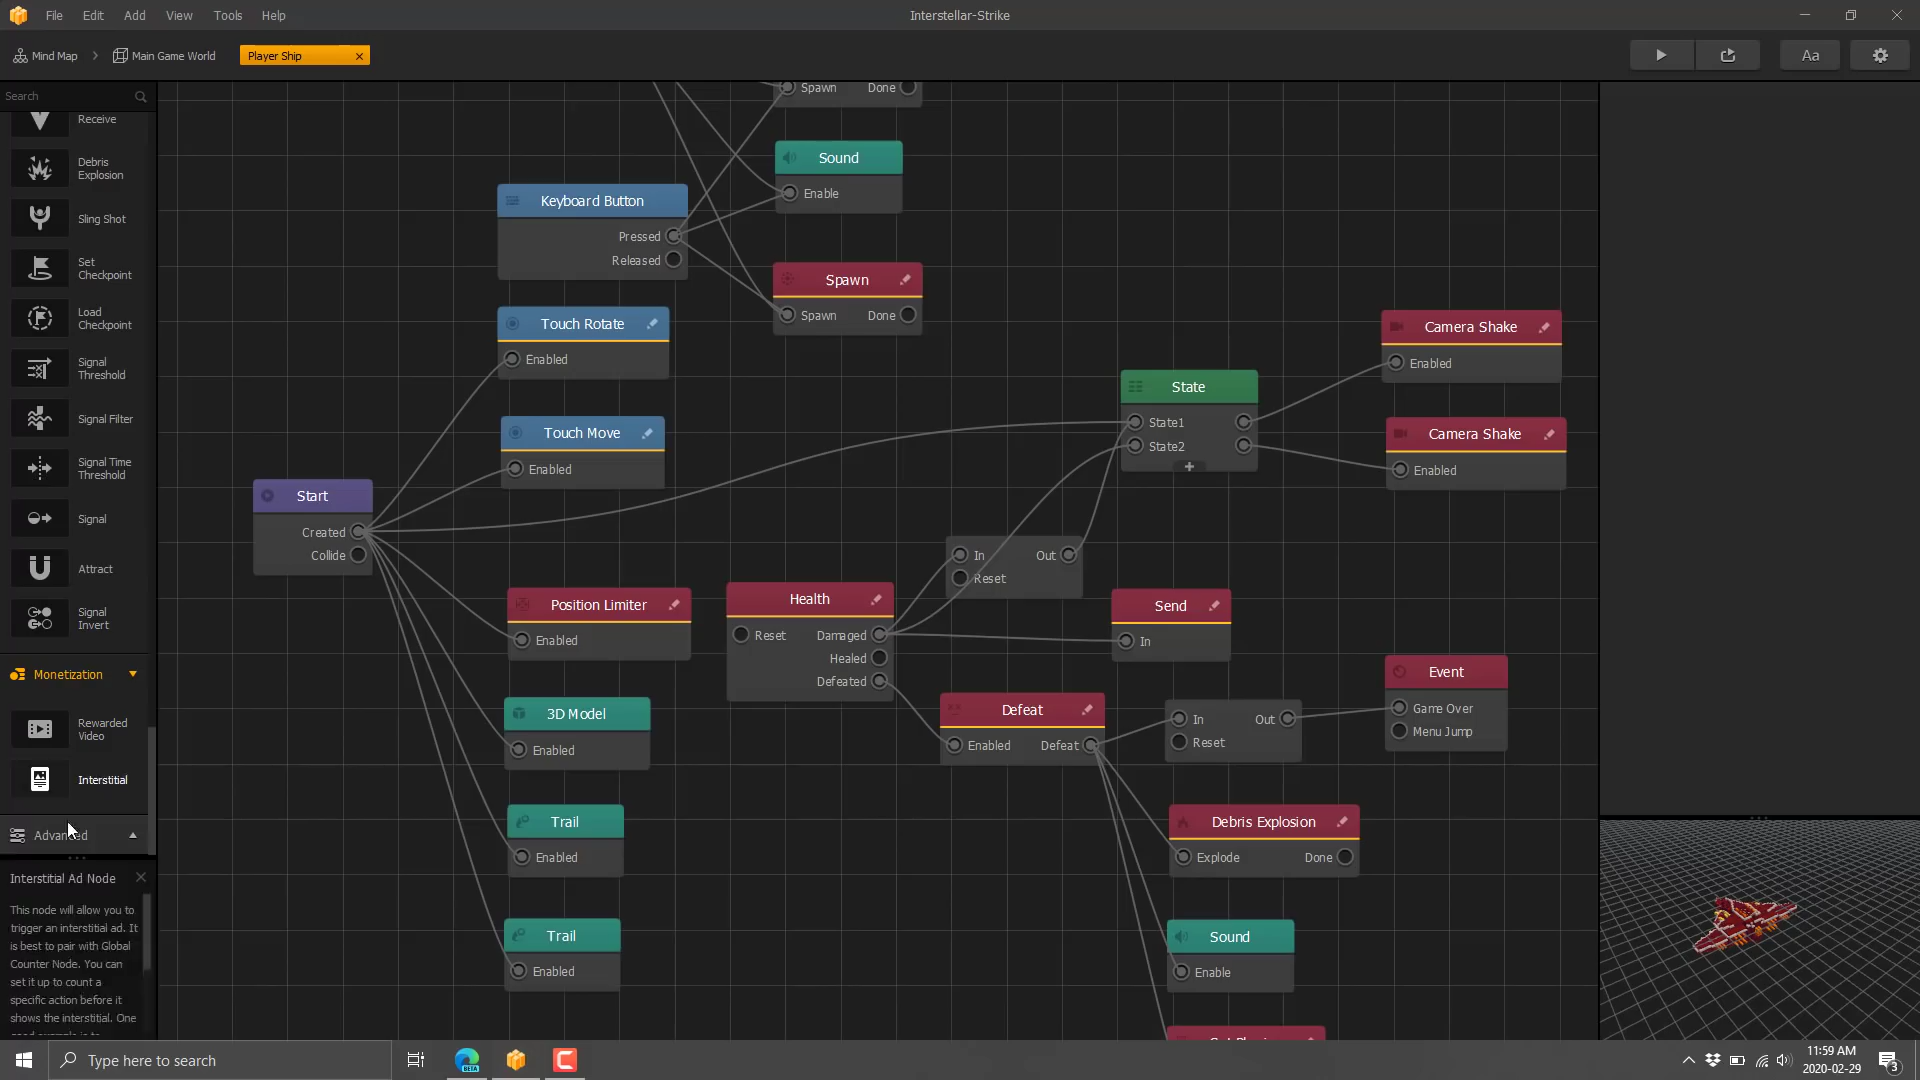 File Edit Add View Tools Help
Interstellar-Strike
Mind Map
Main Game World
Player Ship
Aa
Search
Receive
Debris
Explosion
Sling Shot
Set
Checkpoint
Load
Checkpoint
Signal
Threshold
Signal Filter
Signal Time
Threshold
Signal
Attract
Signal
Invert
Monetization
Rewarded
Video
Interstitial
Advanced
Interstitial Ad Node
This node will allow you to
trigger an interstitial ad. It
is best to pair with Global
Counter Node. You can
set it up to count a
specific action before it
shows the interstitial. One
Spawn Done
Sound
Enable
Keyboard Button
Pressed
Released
Spawn
Spawn Done
Touch Rotate
Enabled
Touch Move
Enabled
Start
Created
Collide
State
State1
State2
Camera Shake
Enabled
Camera Shake
Enabled
In Out
Reset
Position Limiter
Enabled
Health
Reset Damaged
Healed
Defeated
Send
In
3D Model
Enabled
Defeat
Enabled Defeat
In Out
Reset
Event
Game Over
Menu Jump
Trail
Enabled
Debris Explosion
Explode Done
Trail
Enabled
Sound
Enable
Type here to search
BETA
11:59 AM
2020-02-29
3